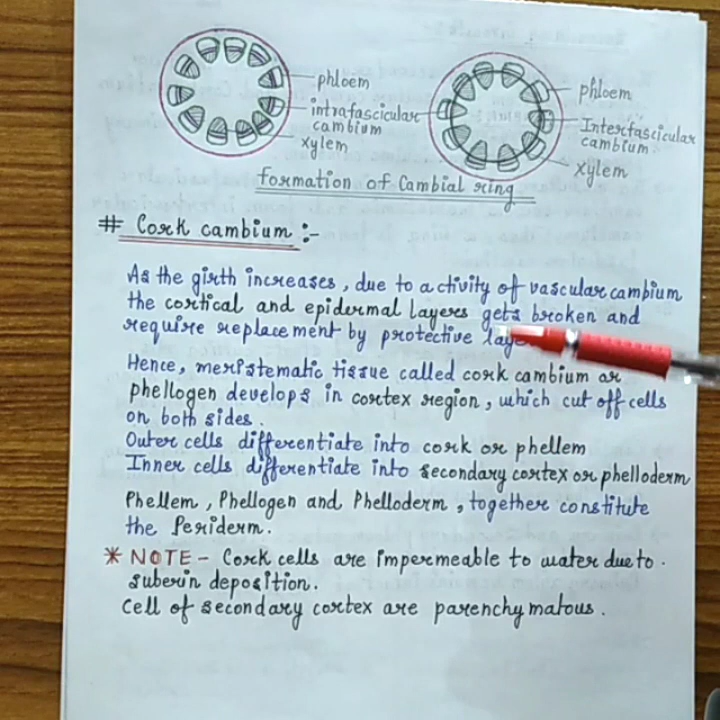 phloem
intrafascicular
cambium
xylem
phloem
Interfascicular
cambium
xylem
Formation of Cambial ring
# Cork cambium :-
As the girth increases, due to activity of vascular cambium
the cortical and epidermal layers gets broken and
require replacement by protective
Hence, meristematic tissue called cork cambium or
phellogen develops in cortex region, which cut off cells
on both sides.
Outer cells differentiate into cork or phellem
Inner cells differentiate into secondary cortex or phelloderm
Phellem, Phellogen and Phelloderm, together constitute
the Periderm.
* NOTE - Cork cells are impermeable to water due to.
suberin deposition.
Cell of secondary cortex are parenchymatous.